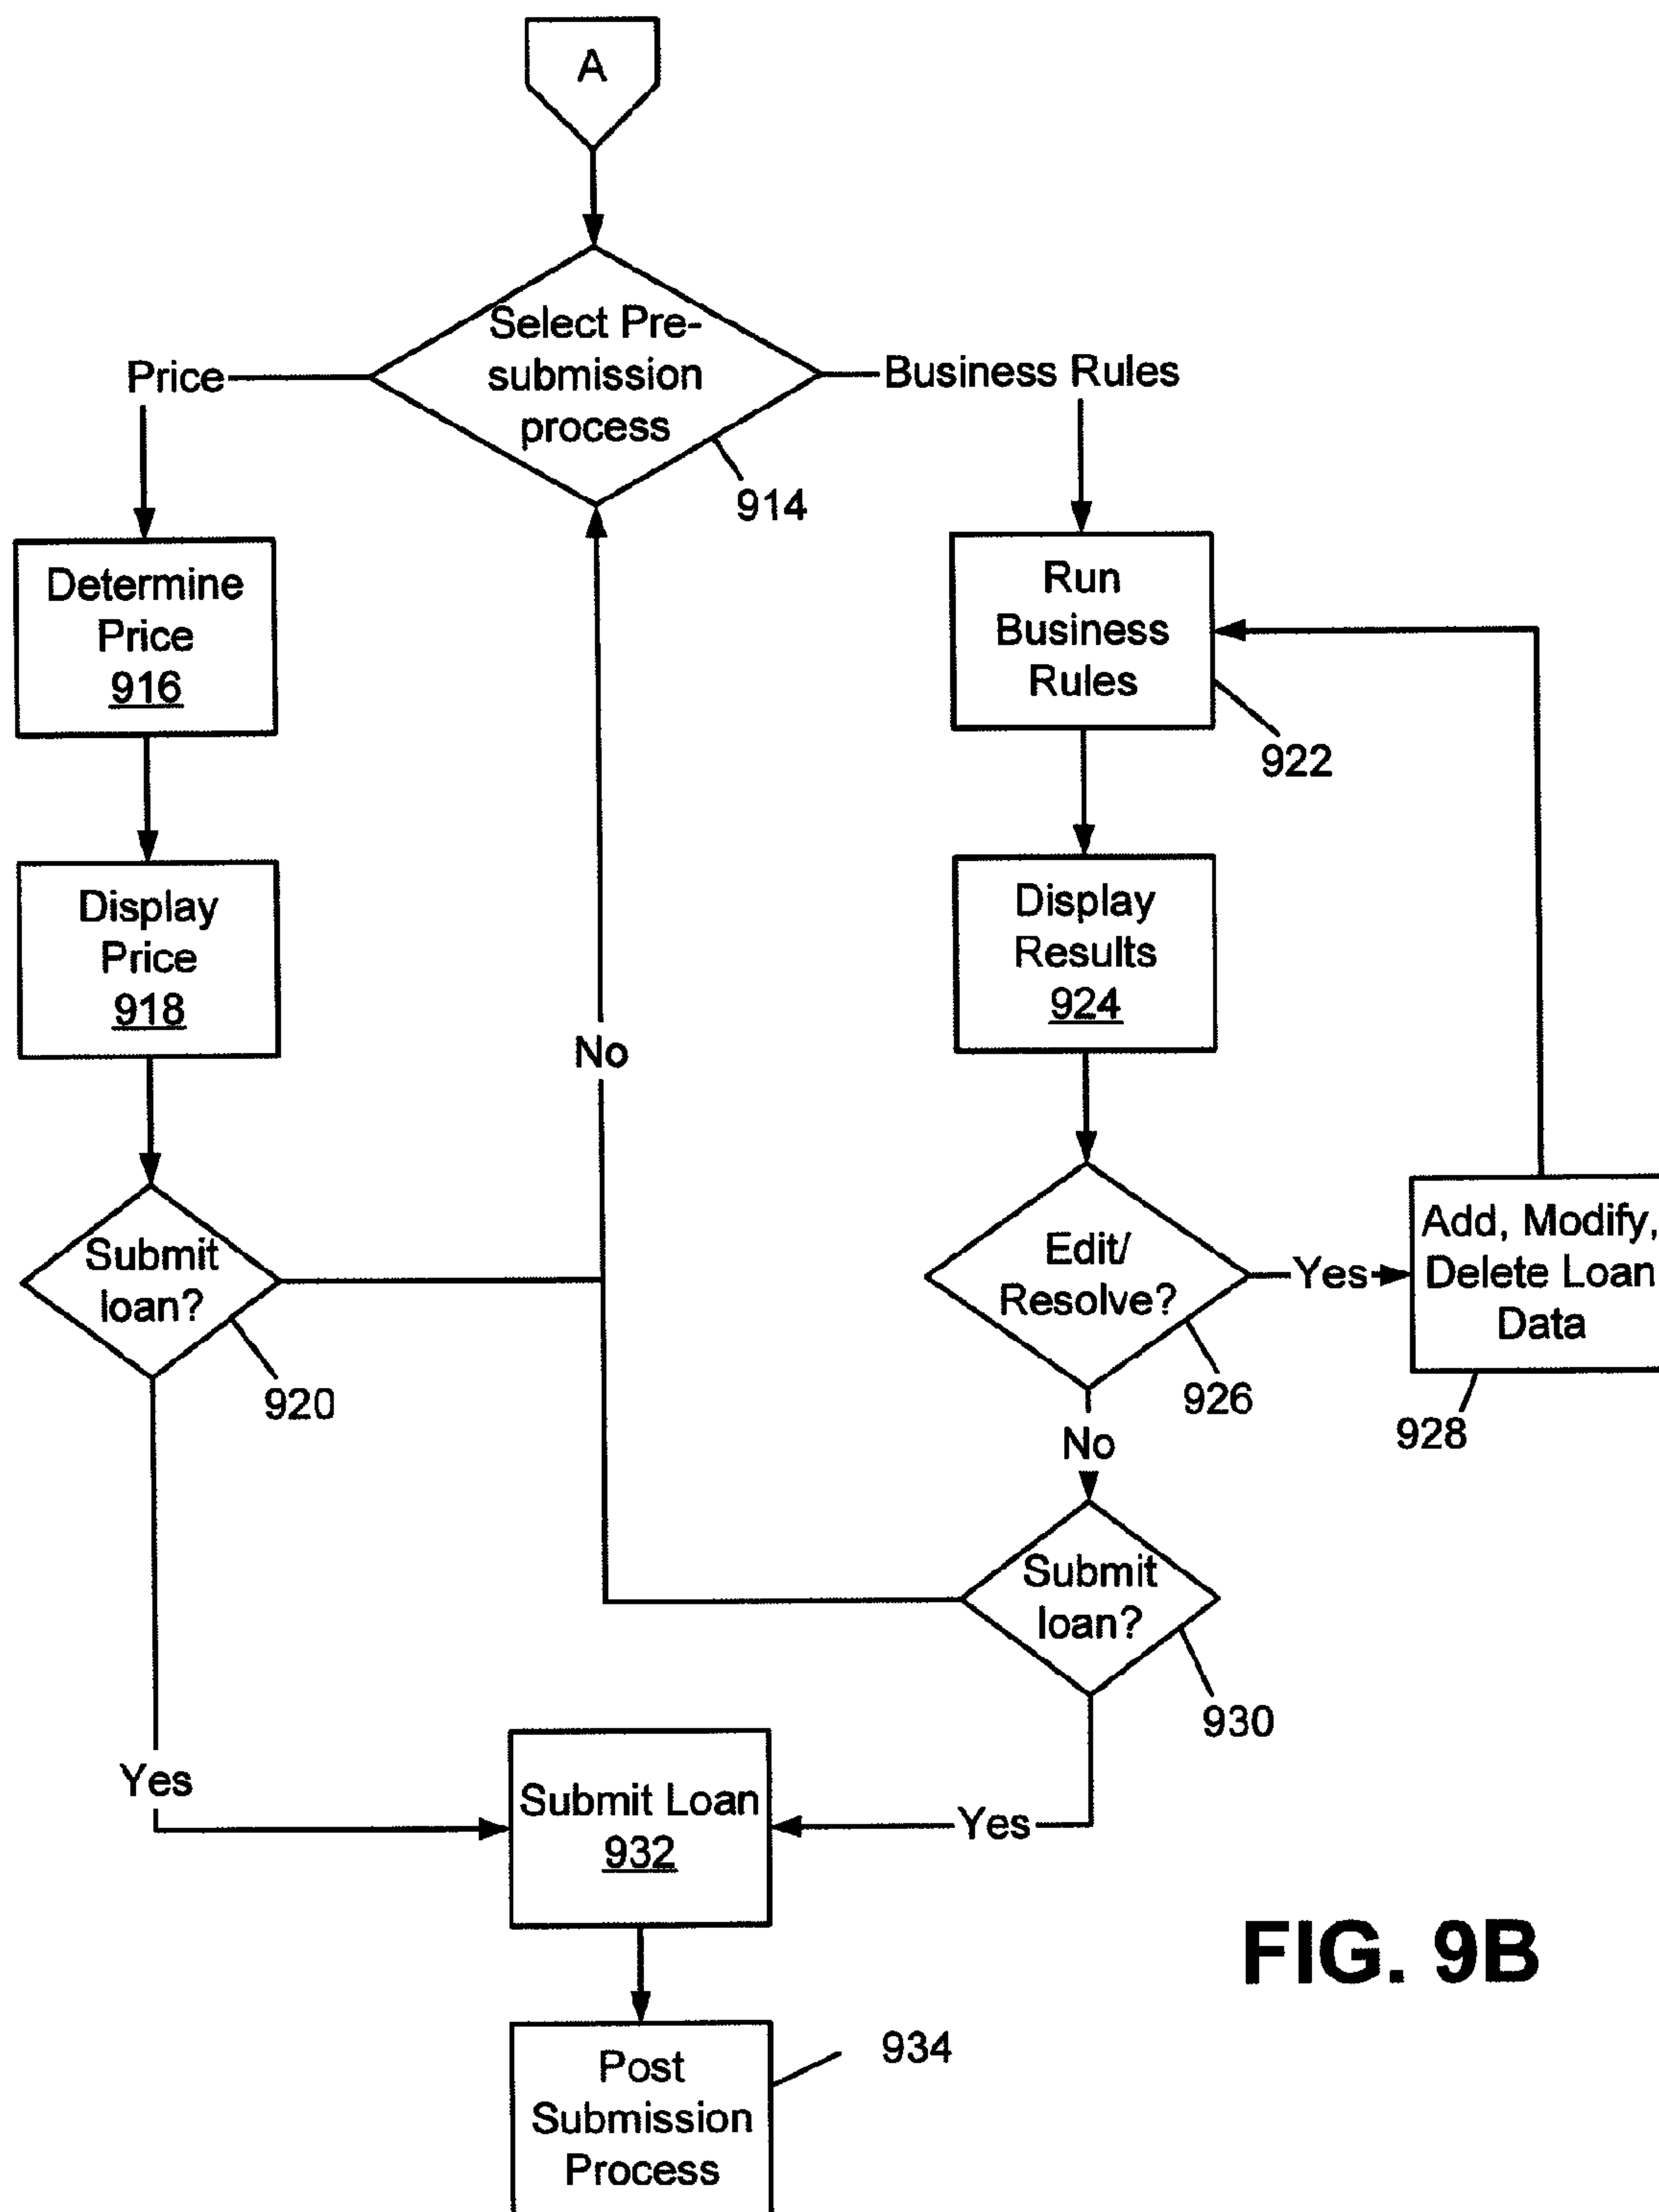 A
Select Pre-
submission
process
914
Price
Business Rules
Determine
Price
916
Run
Business
Rules
922
Display
Price
918
Display
Results
924
No
Submit
loan?
920
Edit/
Resolve?
926
Yes
Add, Modify,
Delete Loan
Data
928
No
Submit
loan?
930
Yes
Submit Loan
932
Yes
FIG. 9B
Post
Submission
Process
934